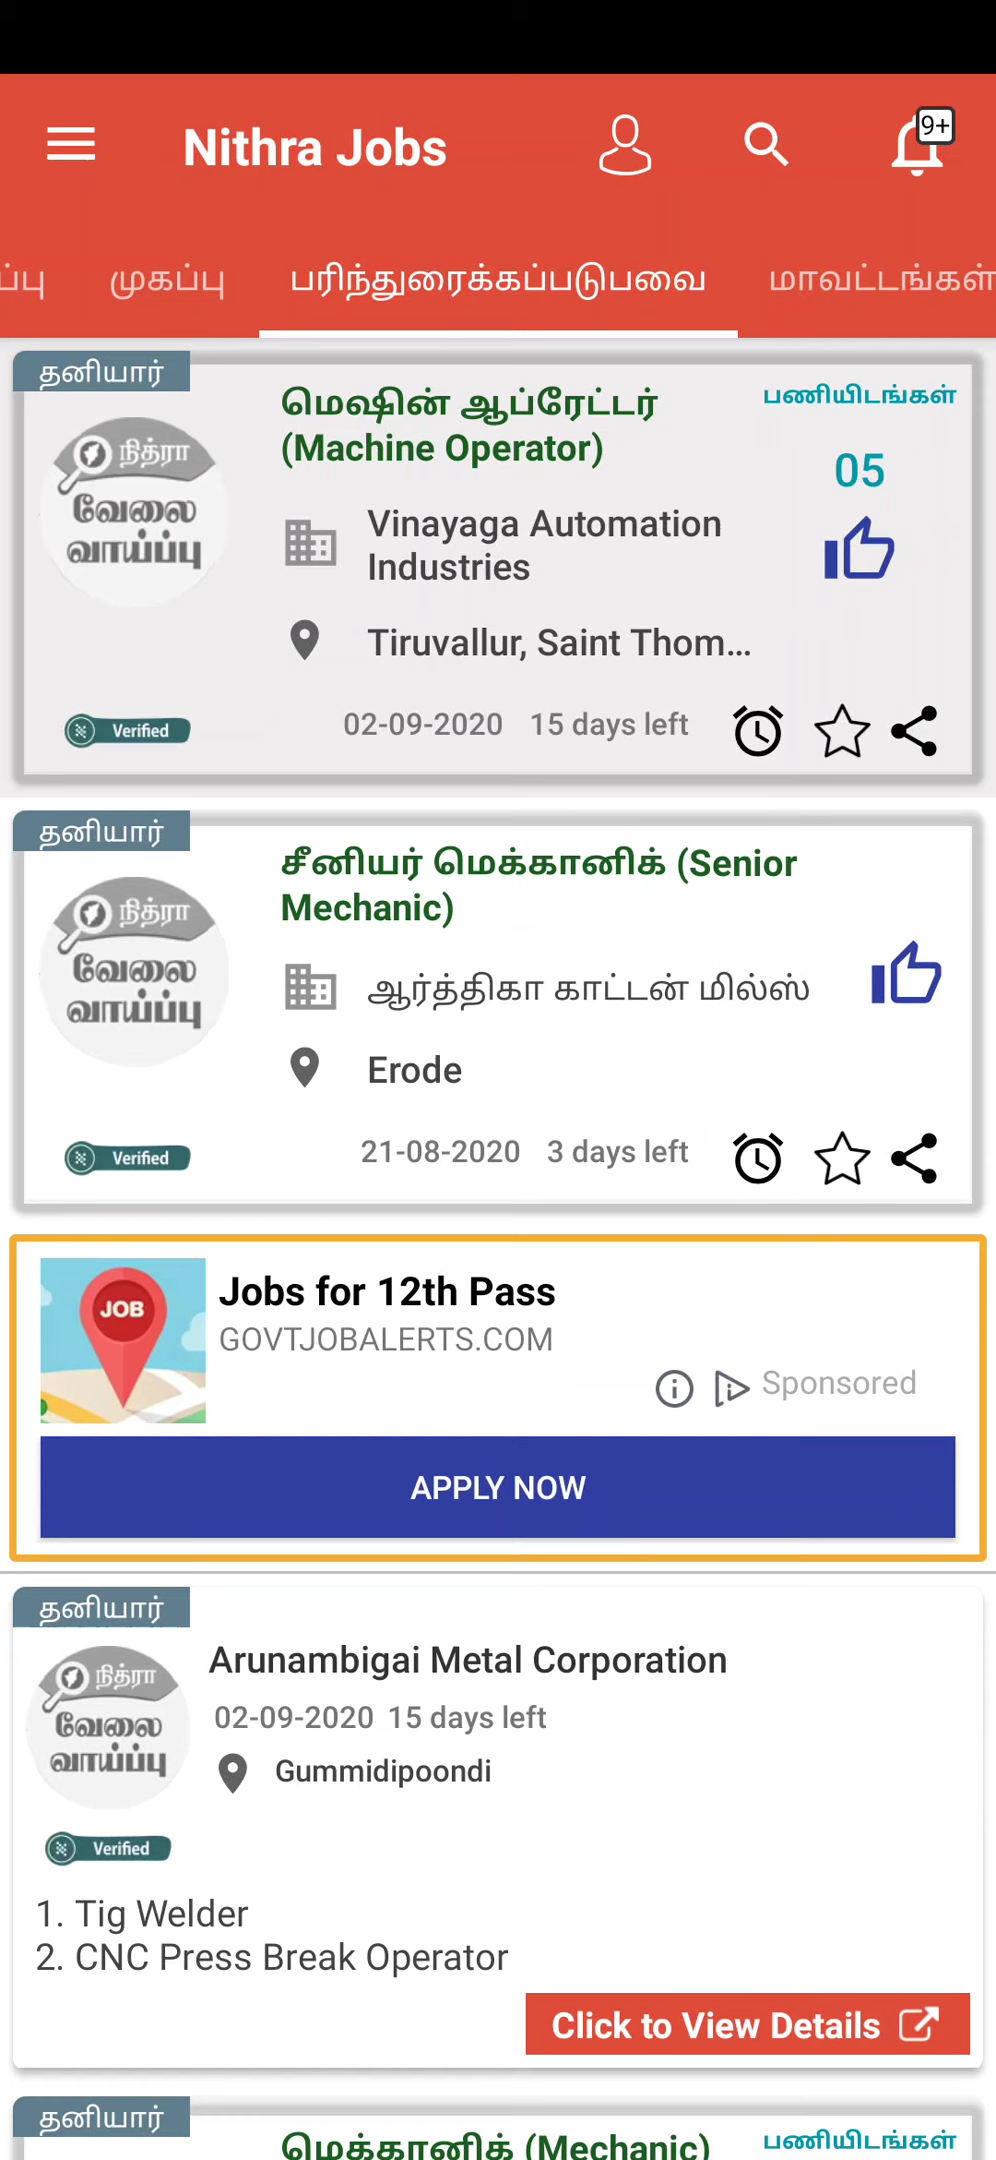 Nithra Jobs
9+
ப்பு முகப்பு பரிந்துரைக்கப்படுபவை மாவட்டங்கள்
தனியார்
மெஷின் ஆப்ரேட்டர்
(Machine Operator)
பணியிடங்கள்
05
நித்ரா
வேலை
வாய்ப்பு
Vinayaga Automation
Industries
Tiruvallur, Saint Thom...
Verified
02-09-2020 15 days left
தனியார்
சீனியர் மெக்கானிக் (Senior
Mechanic)
நித்ரா
வேலை
வாய்ப்பு
ஆர்த்திகா காட்டன் மில்ஸ்
Erode
Verified
21-08-2020 3 days left
JOB
Jobs for 12th Pass
GOVTJOBALERTS.COM
Sponsored
APPLY NOW
தனியார்
நித்ரா
வேலை
வாய்ப்பு
Arunambigai Metal Corporation
02-09-2020 15 days left
Gummidipoondi
Verified
1. Tig Welder
2. CNC Press Break Operator
Click to View Details
தனியார்
மெக்கானிக் (Mechanic)
பணியிடங்கள்